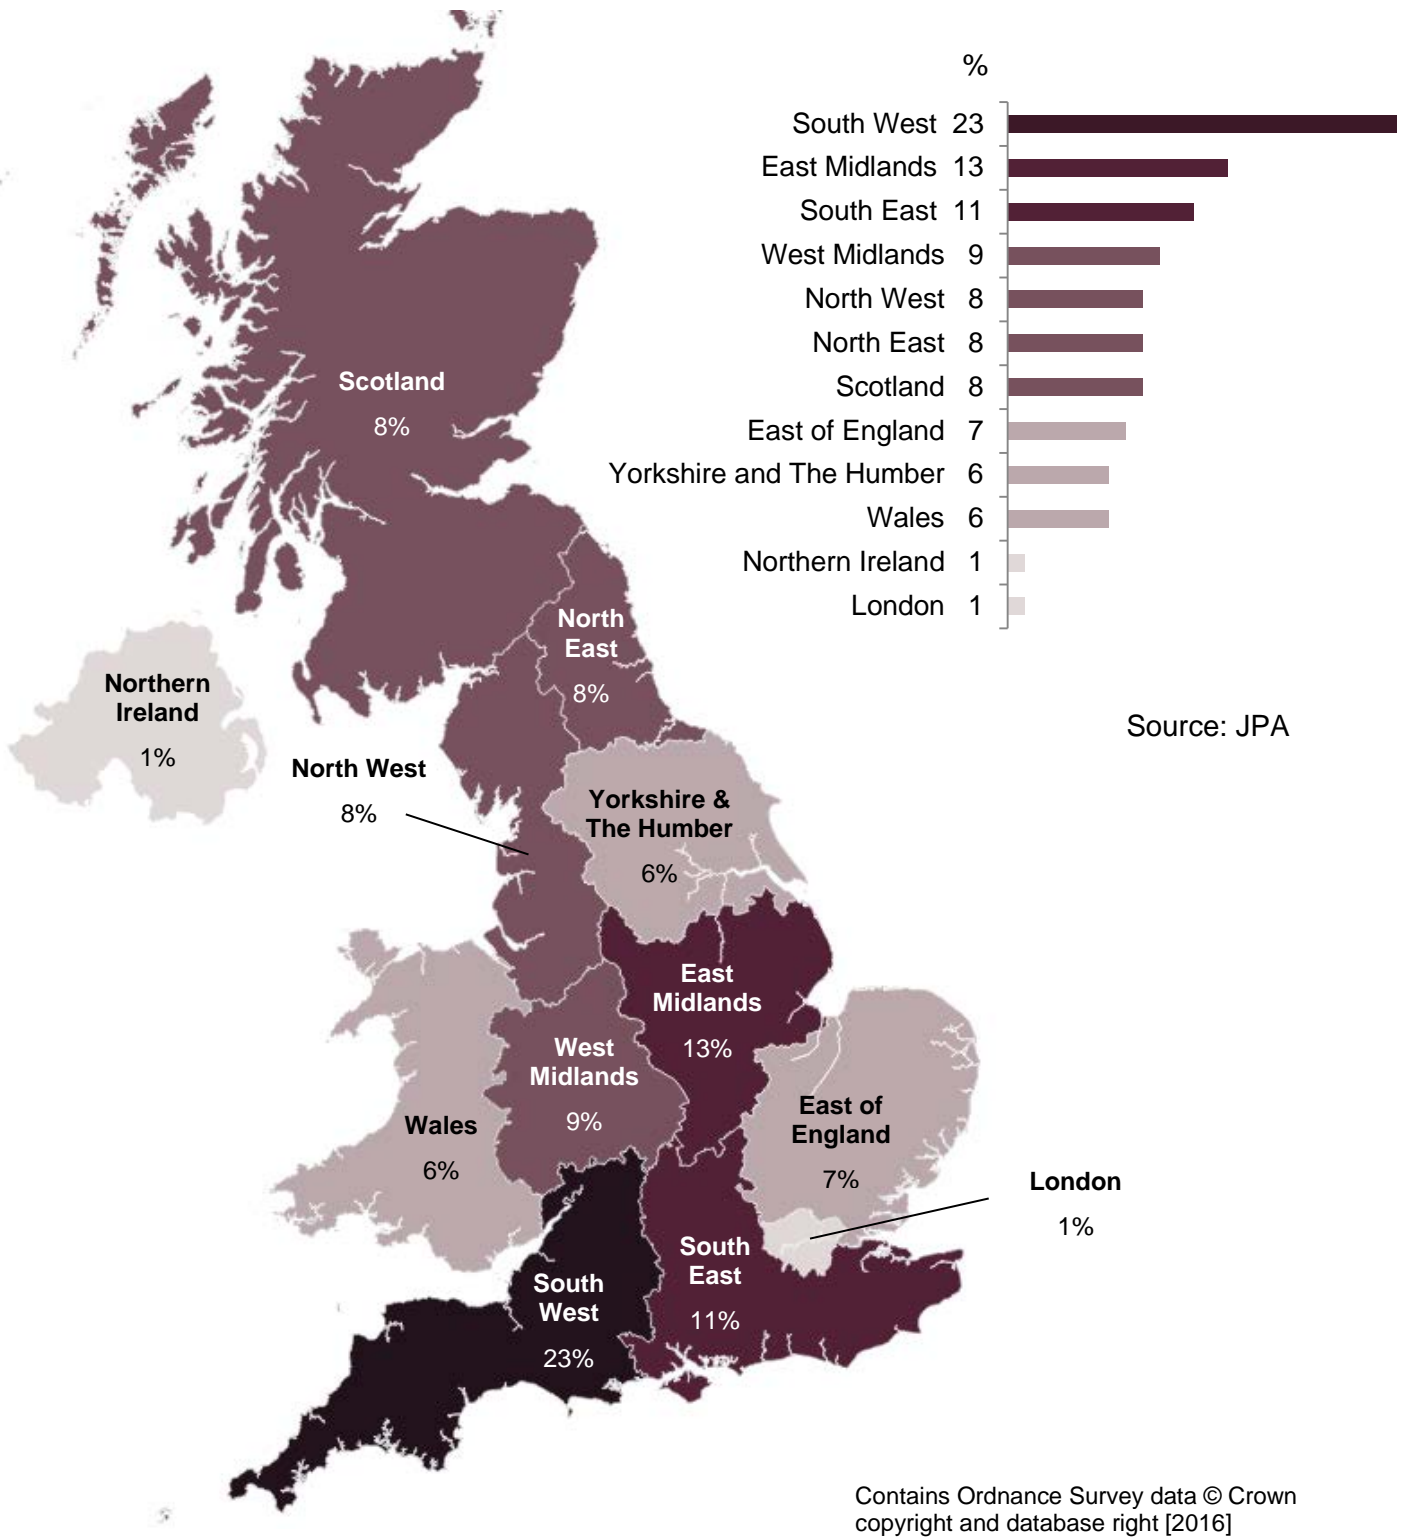 %
South West 23
East Midlands 13
South East 11
West Midlands 9
North West 8
North East 8
Scotland 8
East of England 7
Yorkshire and The Humber 6
Wales 6
Northern Ireland 1
London 1
Source: JPA
Scotland
8%
North
East
8%
Northern
Ireland
1%
North West
8%
Yorkshire &
The Humber
6%
East
Midlands
13%
West
Midlands
9%
Wales
6%
East of
England
7%
London
1%
South
East
11%
South
West
23%
Contains Ordnance Survey data © Crown
copyright and database right [2016]